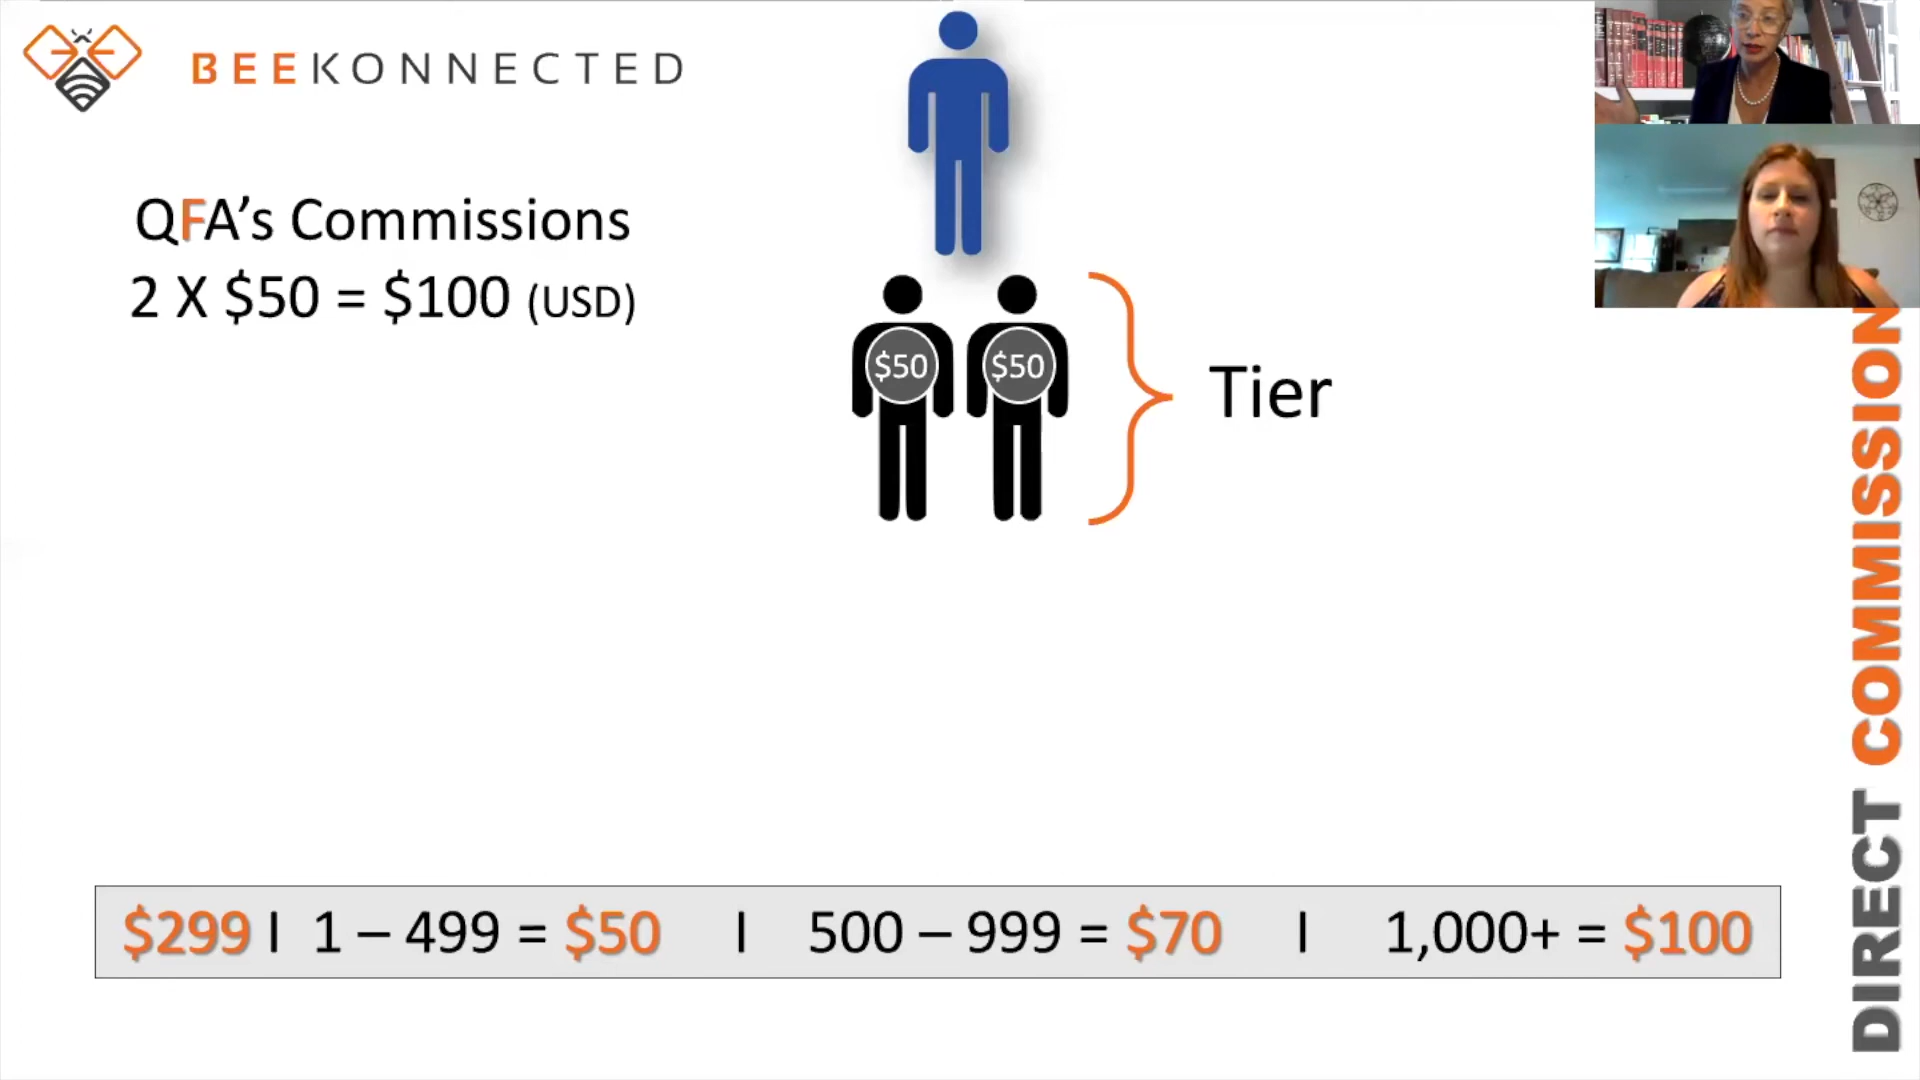 BEEKONNECTED
QFA's Commissions
2 X $50 = $100 (USD)
$50 $50
Tier
$299 I 1 – 499 = $50 I 500 – 999 = $70 I 1,000+ = $100
DIRECT COMMISSION